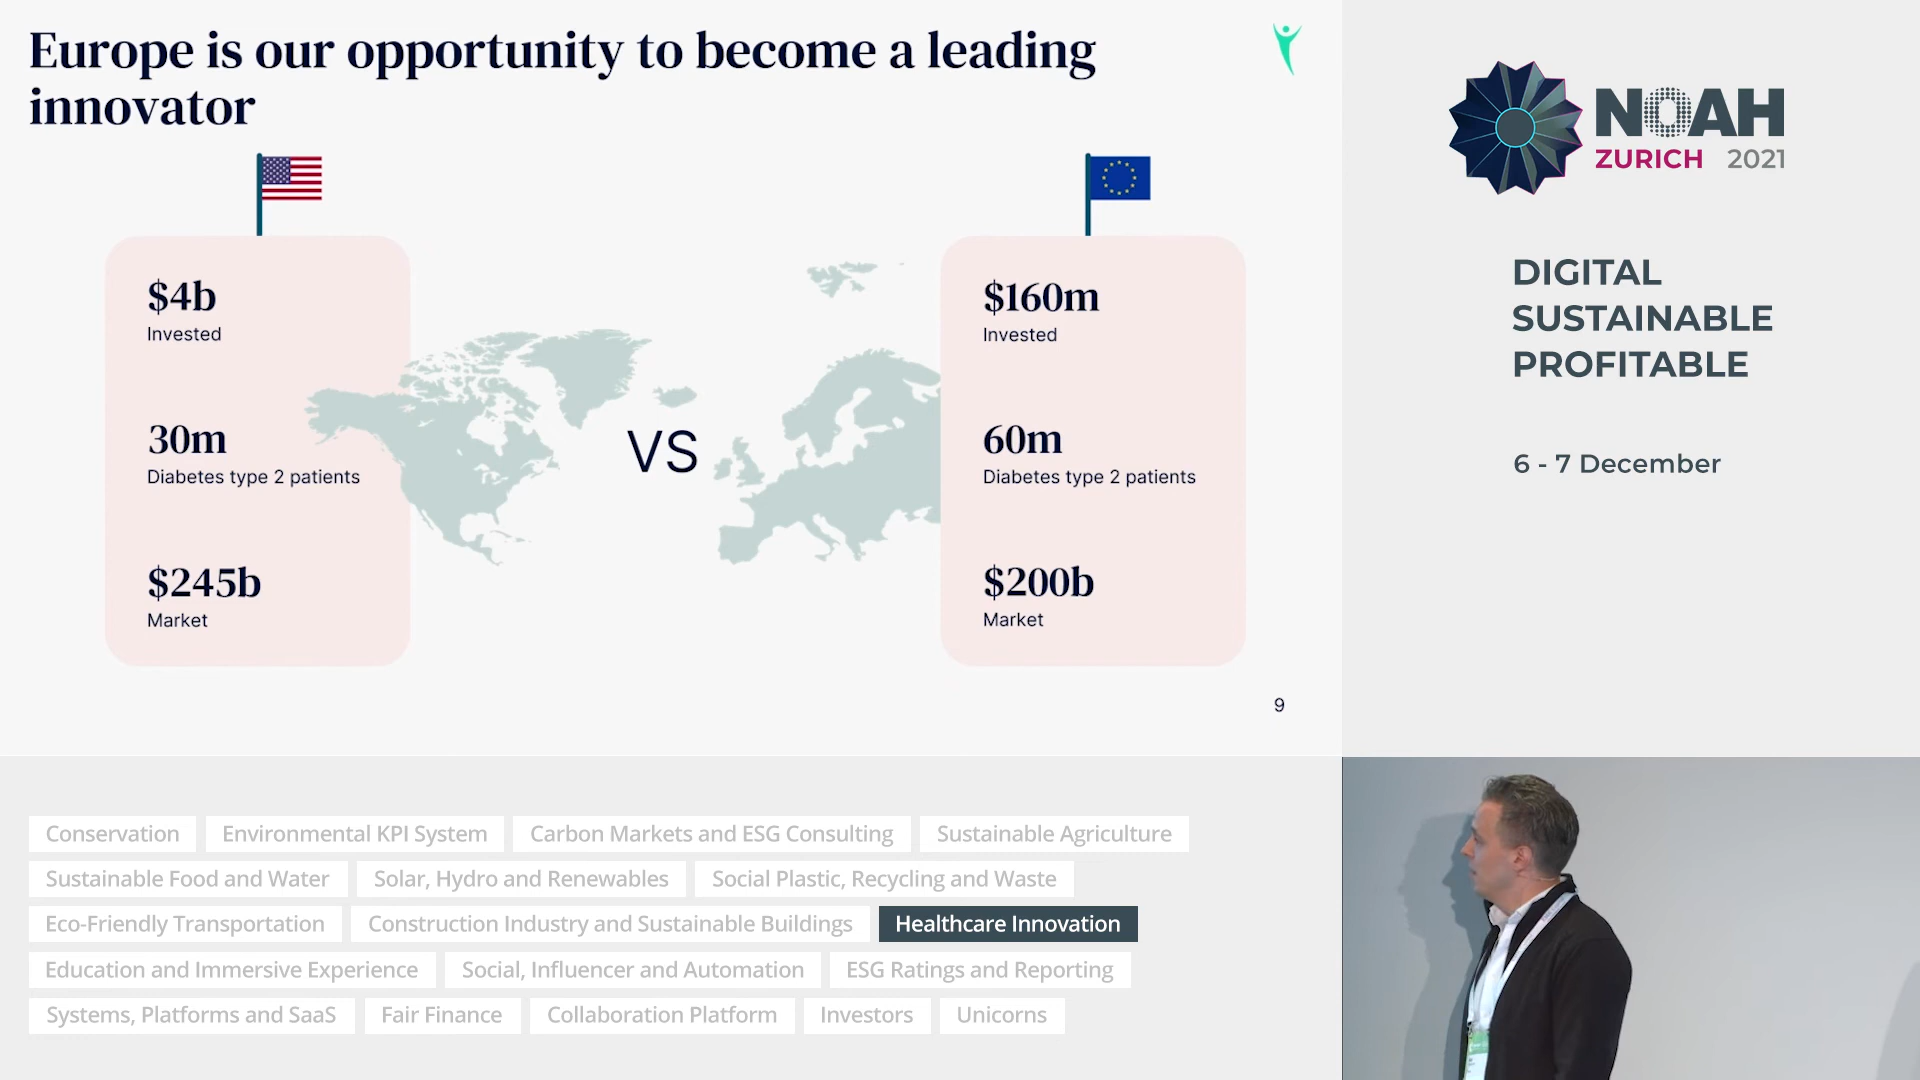 Europe is our opportunity to become a leading
innovator
$4b
Invested
30m
Diabetes type 2 patients
$245b
Market
VS
$160m
Invested
60m
Diabetes type 2 patients
$200b
Market
9
NOAH
ZURICH 2021
DIGITAL
SUSTAINABLE
PROFITABLE
6 - 7 December
Conservation
Environmental KPI System
Carbon Markets and ESG Consulting
Sustainable Agriculture
Sustainable Food and Water
Solar, Hydro and Renewables
Social Plastic, Recycling and Waste
Eco-Friendly Transportation
Construction Industry and Sustainable Buildings
Healthcare Innovation
Education and Immersive Experience
Social, Influencer and Automation
ESG Ratings and Reporting
Systems, Platforms and SaaS
Fair Finance
Collaboration Platform
Investors
Unicorns